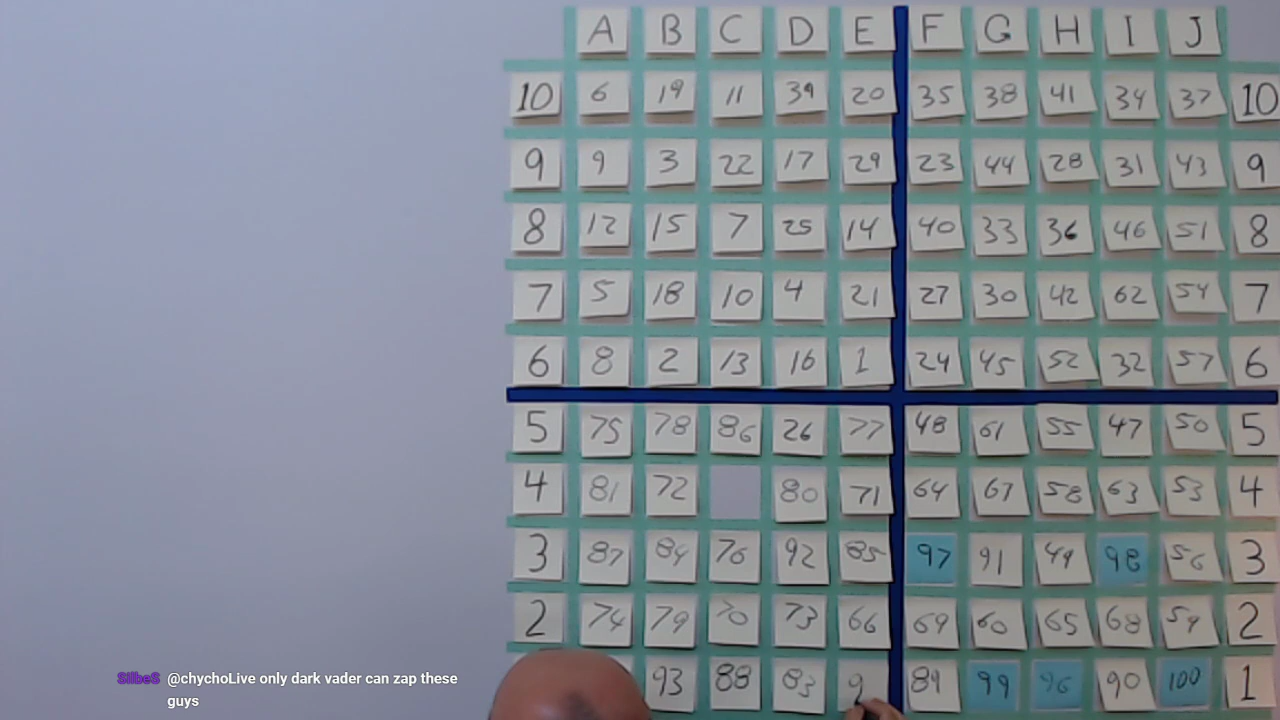 A B C D E F G H I J
10 6 19 11 39 20 35 38 41 34 37 10
9 9 3 22 17 29 23 44 28 31 43 9
8 12 15 7 25 14 40 33 36 46 51 8
7 5 18 10 4 21 27 30 42 62 54 7
6 8 2 13 16 1 24 45 52 32 57 6
5 75 78 86 26 77 48 61 55 47 50 5
4 81 72 80 71 64 67 58 63 53 4
3 87 84 76 92 85 97 91 49 98 56 3
2 74 79 70 73 66 69 60 65 68 59 2
93 88 83 9 89 99 96 90 100 1
SilbeS @chychoLive only dark vader can zap these
guys